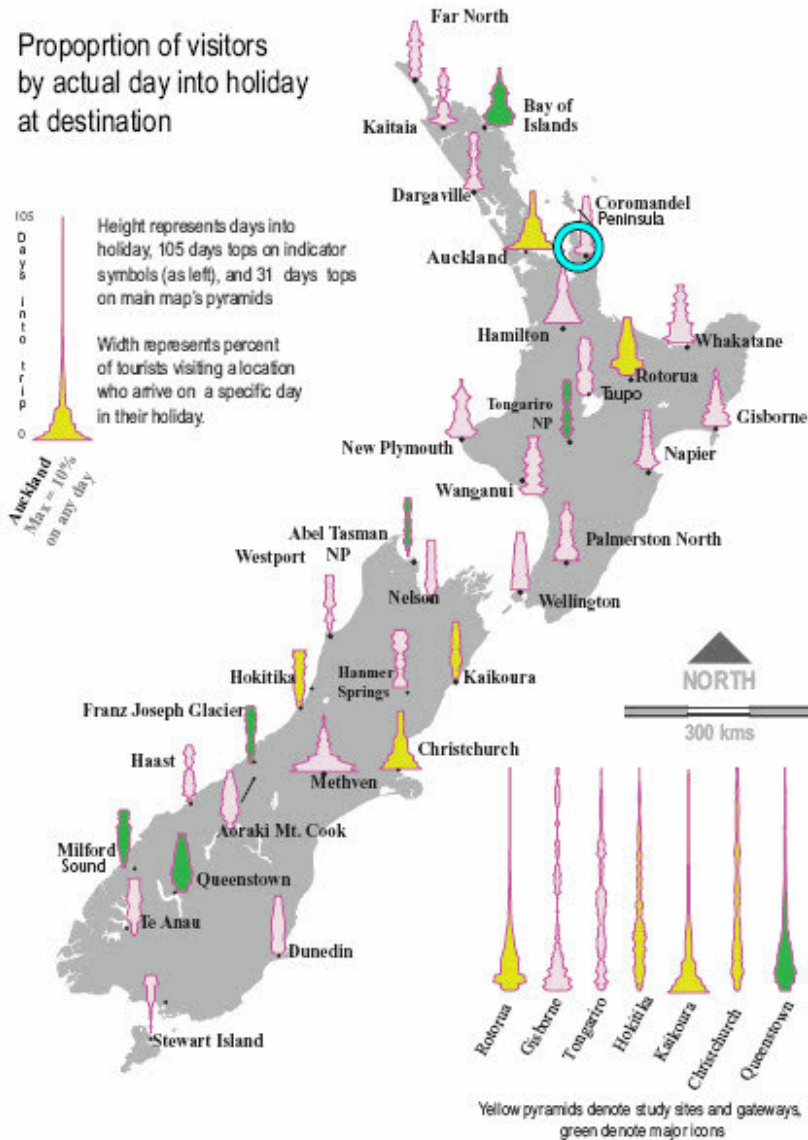 Propoprtion of visitors
by actual day into holiday
at destination
105
Days into trip
0
Auckland
Max = 10%
on any day
Height represents days into
holiday, 105 days tops on indicator
symbols (as left), and 31 days tops
on main map's pyramids
Width represents percent
of tourists visiting a location
who arrive on a specific day
in their holiday.
Far North
Kaitaia
Bay of
Islands
Dargaville
Coromandel
Peninsula
Auckland
Hamilton
Whakatane
Rotorua
Taupo
Tongariro
NP
Gisborne
New Plymouth
Napier
Wanganui
Abel Tasman
NP
Palmerston North
Westport
Nelson
Wellington
Hokitika
Hanmer
Springs
Kaikoura
Franz Joseph Glacier
Christchurch
Haast
Methven
Aoraki Mt. Cook
Milford
Sound
Queenstown
Te Anau
Dunedin
Stewart Island
NORTH
300 kms
Rotorua
Gisborne
Tongariro
Hokitika
Kaikoura
Christchurch
Queenstown
Yellow pyramids denote study sites and gateways,
green denote major icons